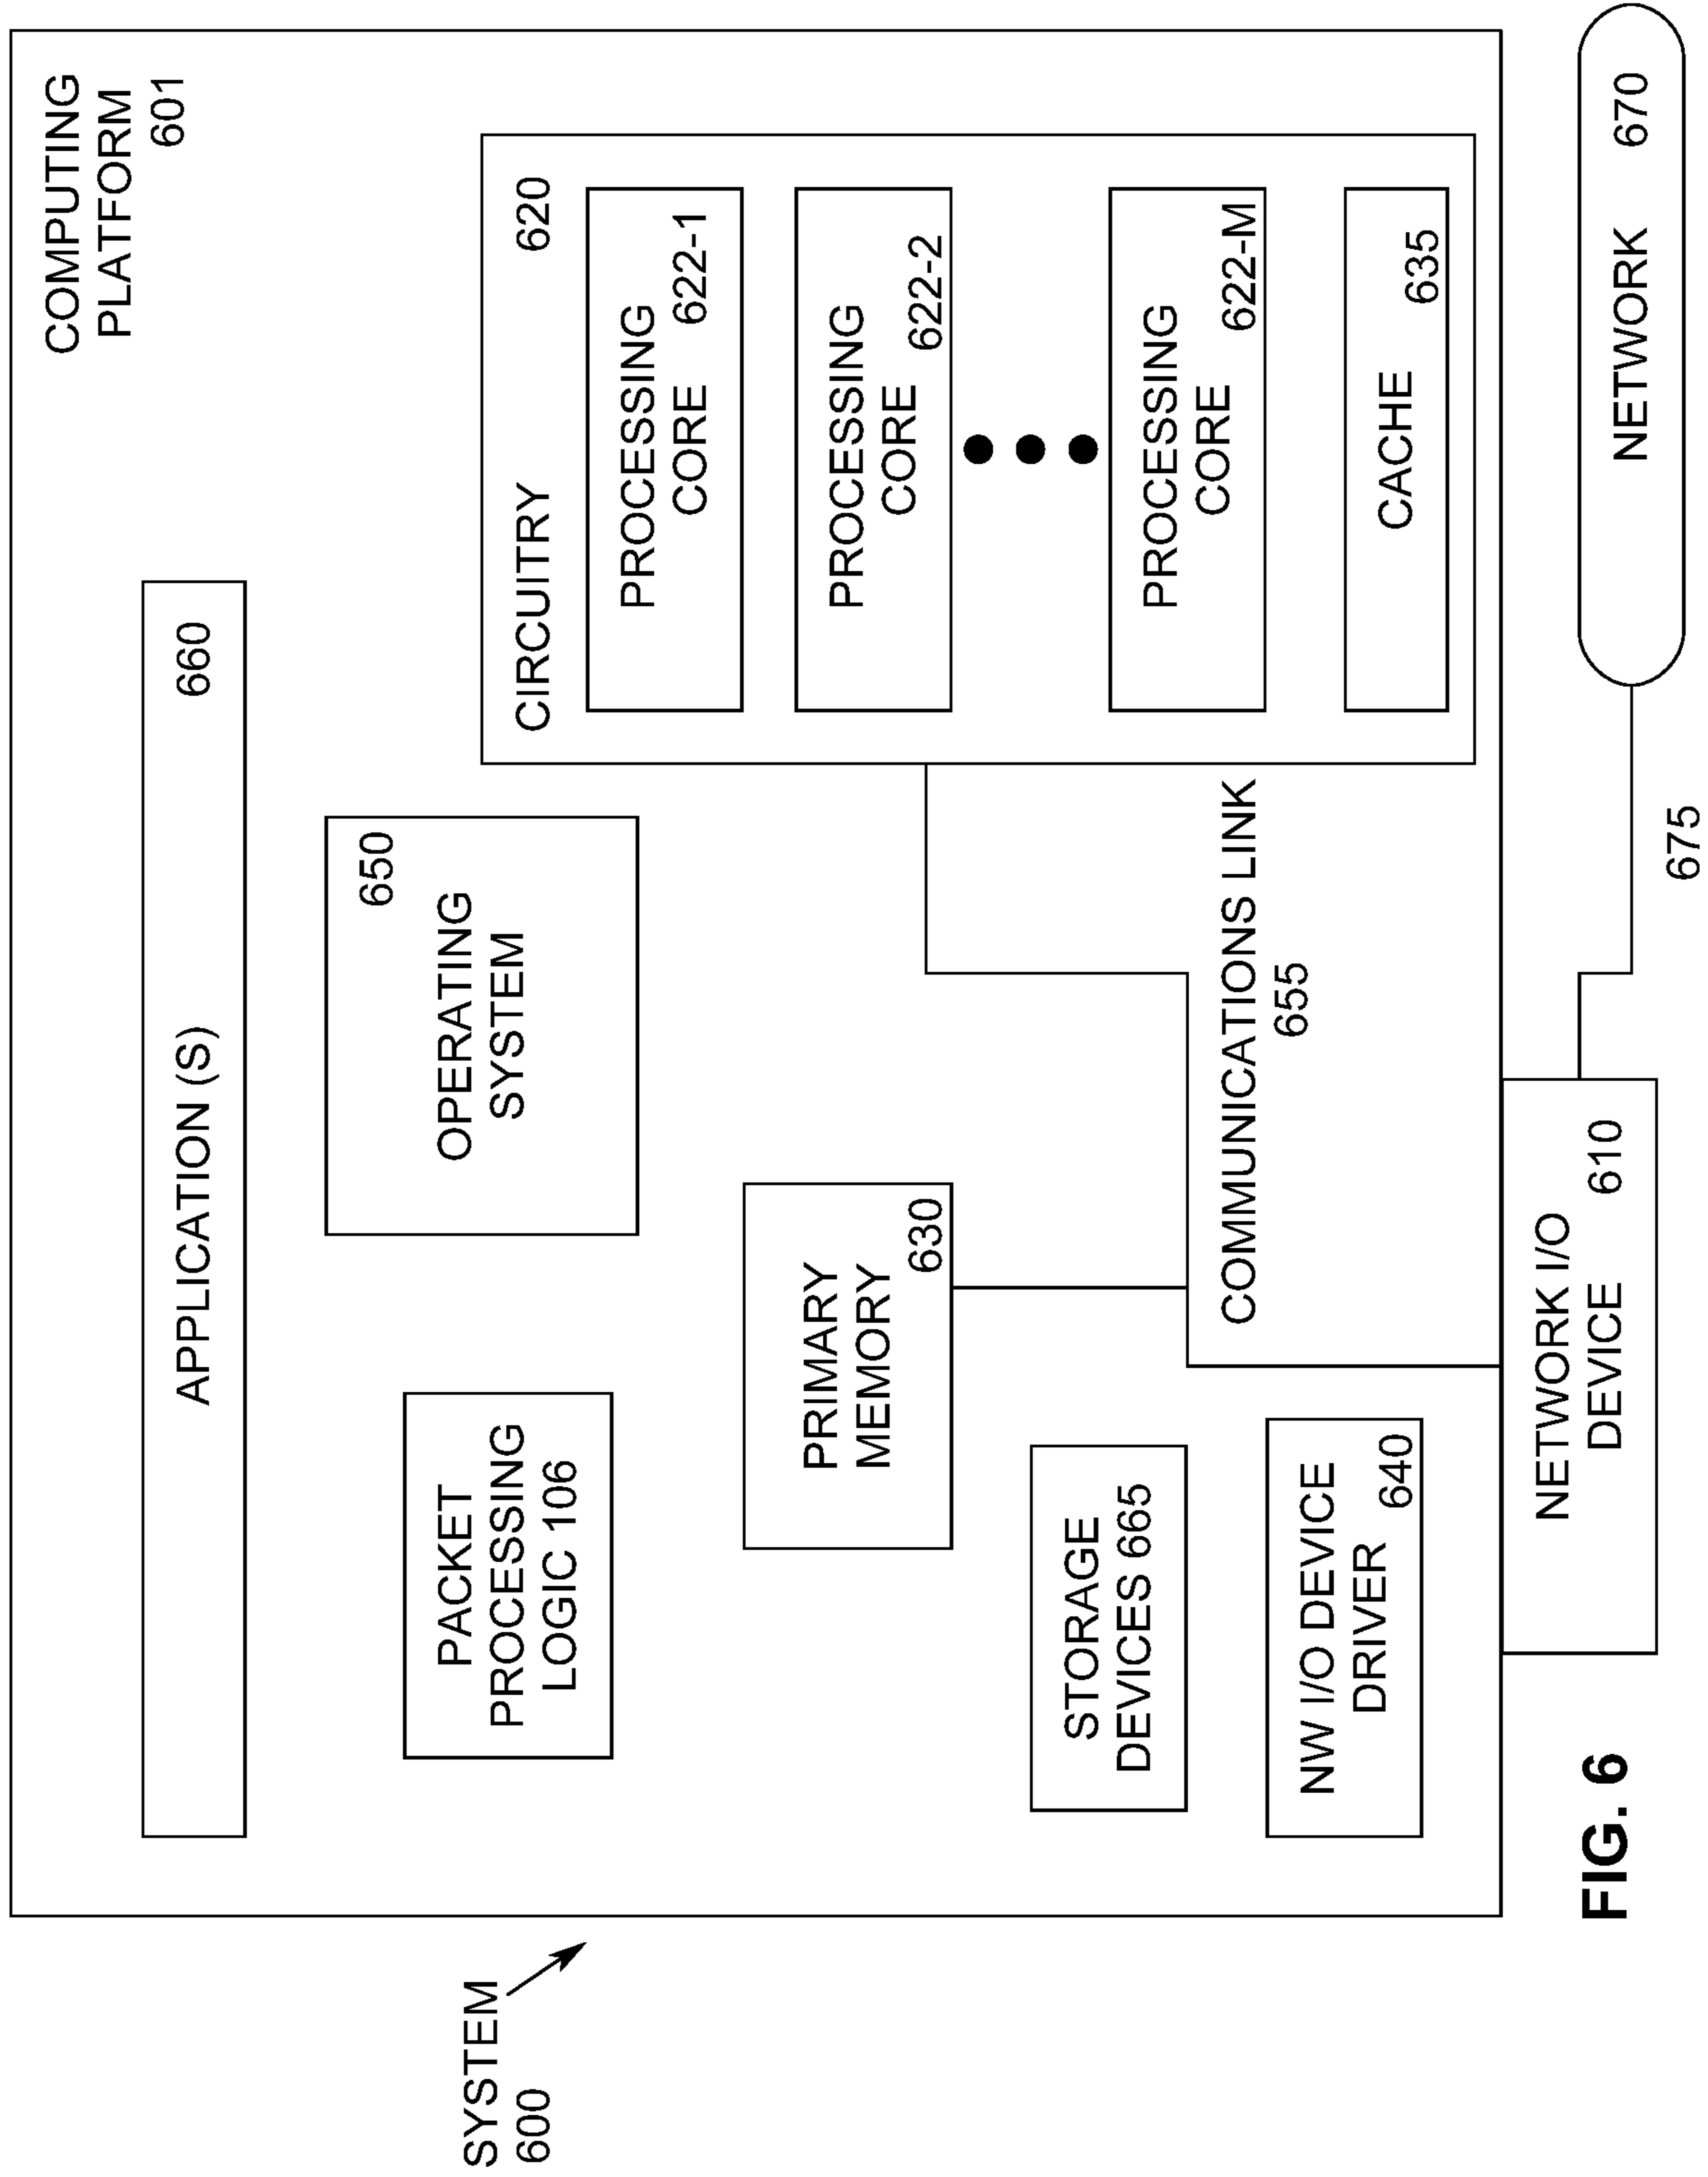 SYSTEM
600
COMPUTING
PLATFORM
601
APPLICATION (S) 660
PACKET
PROCESSING
LOGIC 106
650
OPERATING
SYSTEM
CIRCUITRY 620
PROCESSING
CORE 622-1
PROCESSING
CORE 622-2
PROCESSING
CORE 622-M
CACHE 635
PRIMARY
MEMORY
630
STORAGE
DEVICES 665
COMMUNICATIONS LINK
655
NW I/O DEVICE
DRIVER 640
NETWORK I/O
DEVICE 610
NETWORK 670
675
FIG. 6